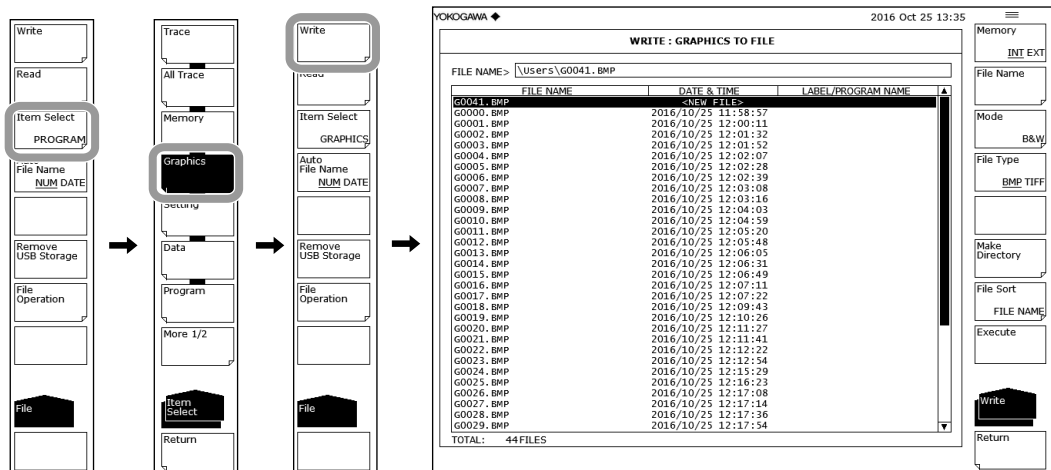 Write
Read
Item Select
PROGRAM
Auto
File Name
NUM DATE
Remove
USB Storage
File
Operation
File
Trace
All Trace
Memory
Graphics
Setting
Data
Program
More 1/2
Item
Select
Return
Write
Read
Item Select
GRAPHICS
Auto
File Name
NUM DATE
Remove
USB Storage
File
Operation
File
YOKOGAWA 2016 Oct 25 13:35
WRITE : GRAPHICS TO FILE
FILE NAME> \Users\G0041.BMP
FILE NAME DATE & TIME LABEL/PROGRAM NAME
G0041.BMP <NEW FILE>
G0000.BMP 2016/10/25 11:58:57
G0001.BMP 2016/10/25 12:00:11
G0002.BMP 2016/10/25 12:01:32
G0003.BMP 2016/10/25 12:01:52
G0004.BMP 2016/10/25 12:02:07
G0005.BMP 2016/10/25 12:02:28
G0006.BMP 2016/10/25 12:02:39
G0007.BMP 2016/10/25 12:03:08
G0008.BMP 2016/10/25 12:03:16
G0009.BMP 2016/10/25 12:04:03
G0010.BMP 2016/10/25 12:04:59
G0011.BMP 2016/10/25 12:05:20
G0012.BMP 2016/10/25 12:05:48
G0013.BMP 2016/10/25 12:06:05
G0014.BMP 2016/10/25 12:06:31
G0015.BMP 2016/10/25 12:06:49
G0016.BMP 2016/10/25 12:07:11
G0017.BMP 2016/10/25 12:07:22
G0018.BMP 2016/10/25 12:09:43
G0019.BMP 2016/10/25 12:10:26
G0020.BMP 2016/10/25 12:11:27
G0021.BMP 2016/10/25 12:11:41
G0022.BMP 2016/10/25 12:12:22
G0023.BMP 2016/10/25 12:12:54
G0024.BMP 2016/10/25 12:15:29
G0025.BMP 2016/10/25 12:16:23
G0026.BMP 2016/10/25 12:17:08
G0027.BMP 2016/10/25 12:17:14
G0028.BMP 2016/10/25 12:17:36
G0029.BMP 2016/10/25 12:17:54
TOTAL: 44FILES
Memory
INT EXT
File Name
Mode
B&W
File Type
BMP TIFF
Make
Directory
File Sort
FILE NAME
Execute
Write
Return